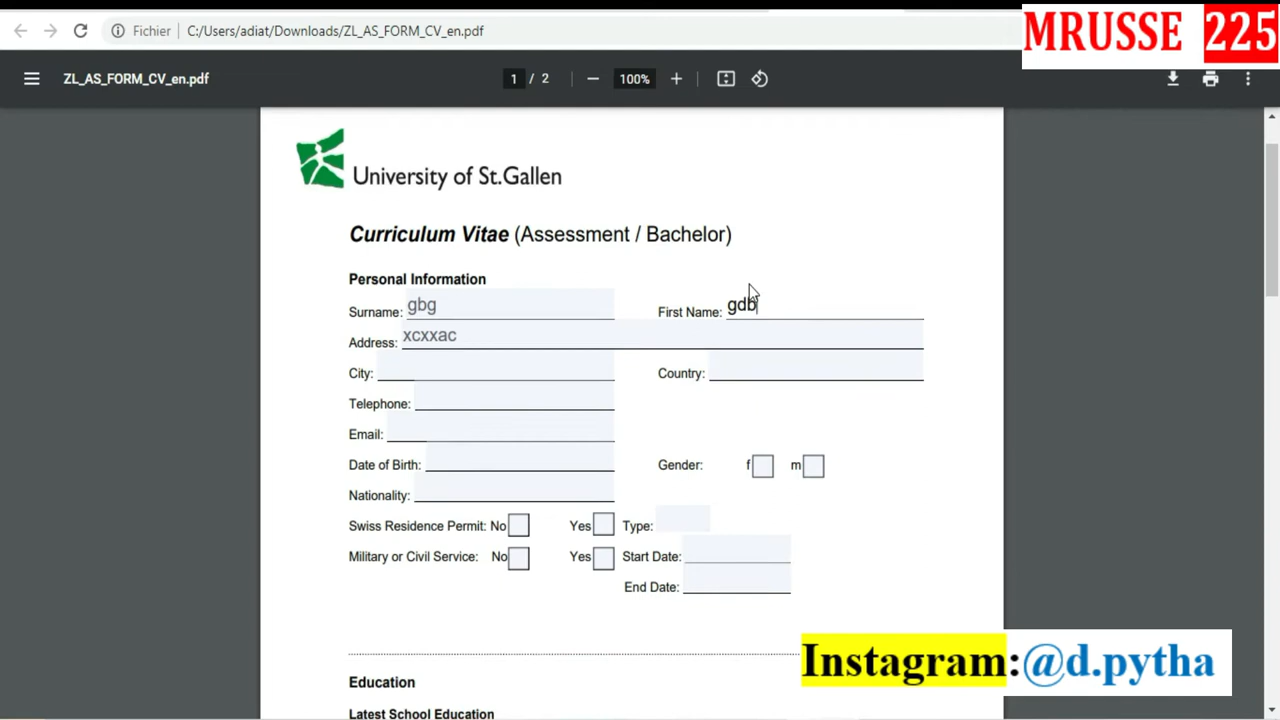 MRUSSE 225
Fichier C:/Users/adiat/Downloads/ZL_AS_FORM_CV_en.pdf
ZL_AS_FORM_CV_en.pdf 1 / 2 100%
University of St.Gallen
Curriculum Vitae (Assessment / Bachelor)
Personal Information
Surname: gbg First Name: gdb
Address: xcxxac
City: Country:
Telephone:
Email:
Date of Birth: Gender: f m
Nationality:
Swiss Residence Permit: No Yes Type:
Military or Civil Service: No Yes Start Date:
End Date:
Instagram:@d.pytha
Education
Latest School Education